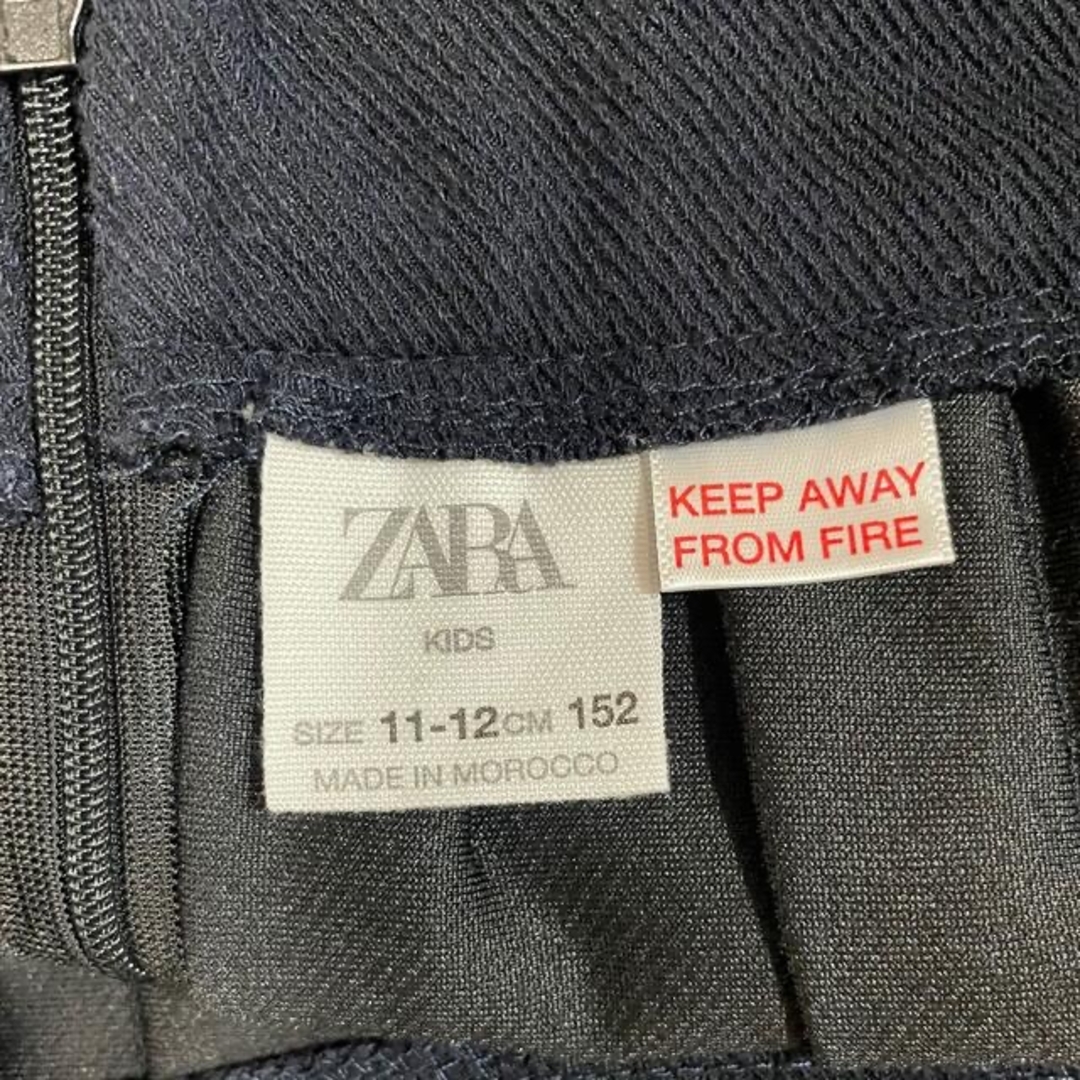 ZARA
KIDS
SIZE 11-12 CM 152
MADE IN MOROCCO
KEEP AWAY
FROM FIRE